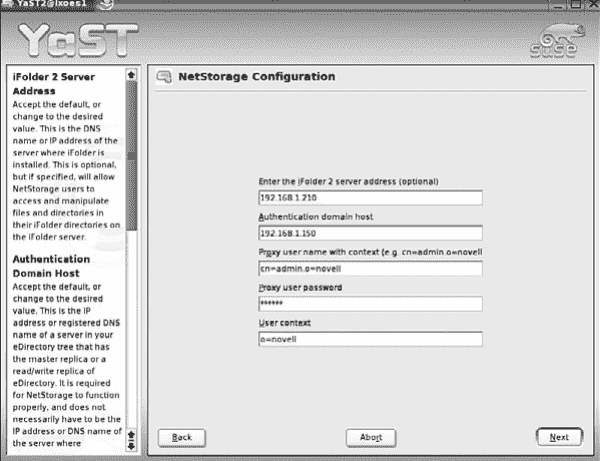 YaST2@lxoes1
YaST
SUSE
iFolder 2 Server
Address
Accept the default, or
change to the desired
value. This is the DNS
name or IP address of the
server where iFolder is
installed. This is optional,
but if specified, will allow
NetStorage users to
access and manipulate
files and directories in
their iFolder directories on
the iFolder server.
Authentication
Domain Host
Accept the default, or
change to the desired
value. This is the IP
address or registered DNS
name of a server in your
eDirectory tree that has
the master replica or a
read/write replica of
eDirectory. It is required
for NetStorage to function
properly, and does not
necessarily have to be the
IP address or DNS name of
the server where
NetStorage Configuration
Enter the iFolder 2 server address (optional)
192.168.1.210
Authentication domain host
192.168.1.150
Proxy user name with context (e.g. cn=admin.o=novell
cn=admin.o=novell
Proxy user password
******
User context
o=novell
Back
Abort
Next